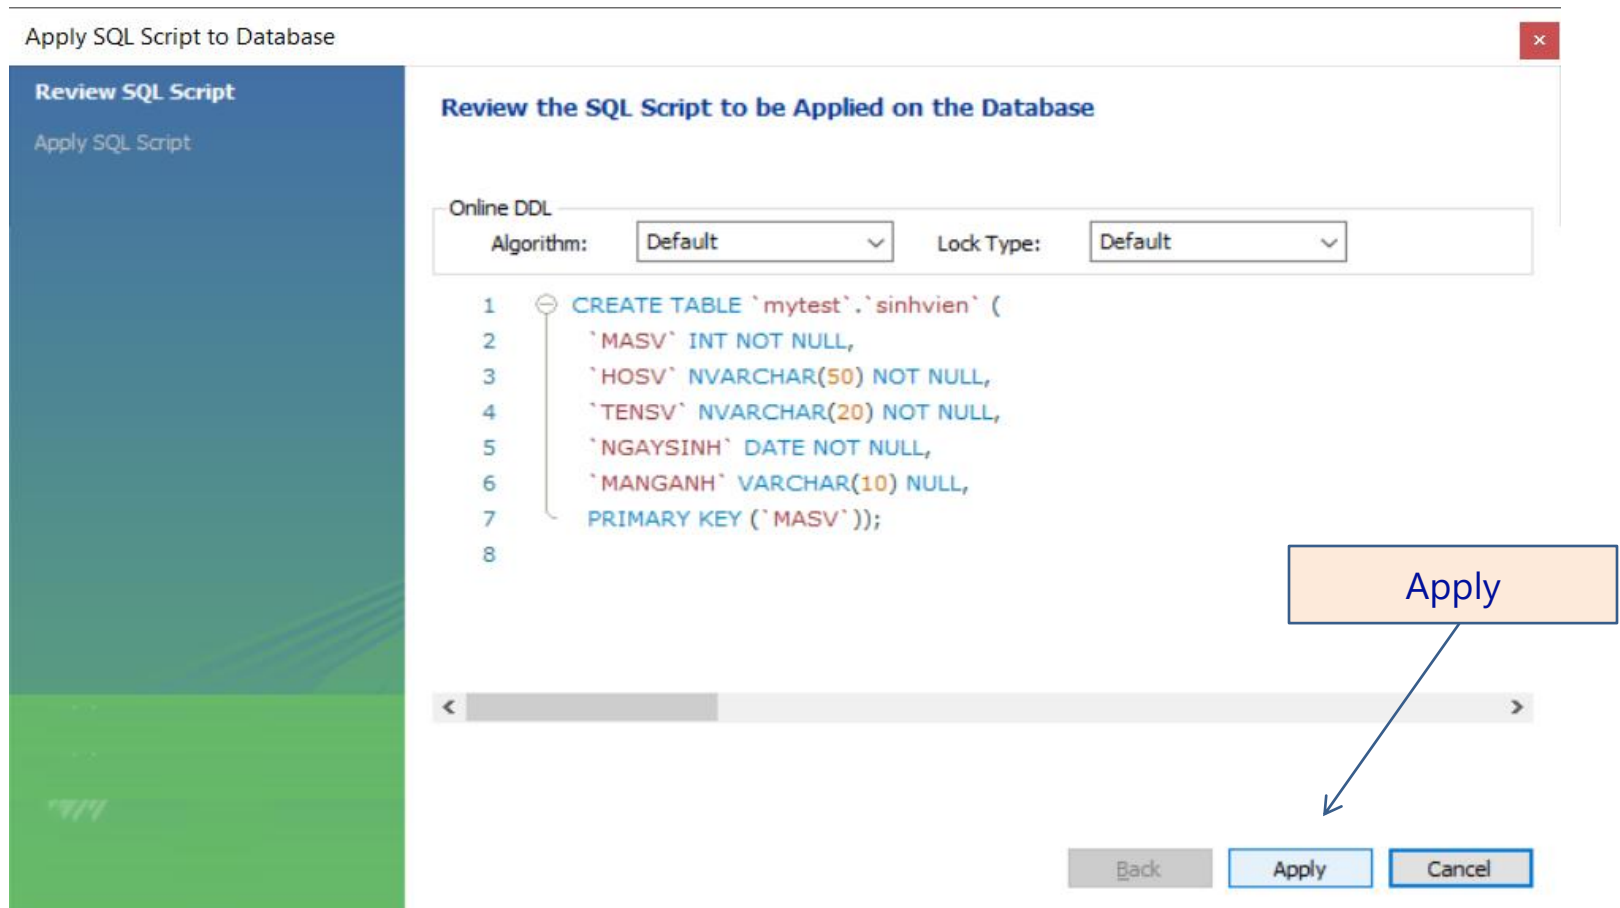 Apply SQL Script to Database
Review SQL Script
Apply SQL Script
Review the SQL Script to be Applied on the Database
Online DDL
Algorithm: Default Lock Type: Default
1 CREATE TABLE `mytest`.`sinhvien` (
2 `MASV` INT NOT NULL,
3 `HOSV` NVARCHAR(50) NOT NULL,
4 `TENSV` NVARCHAR(20) NOT NULL,
5 `NGAYSINH` DATE NOT NULL,
6 `MANGANH` VARCHAR(10) NULL,
7 PRIMARY KEY (`MASV`));
8
Apply
Back Apply Cancel